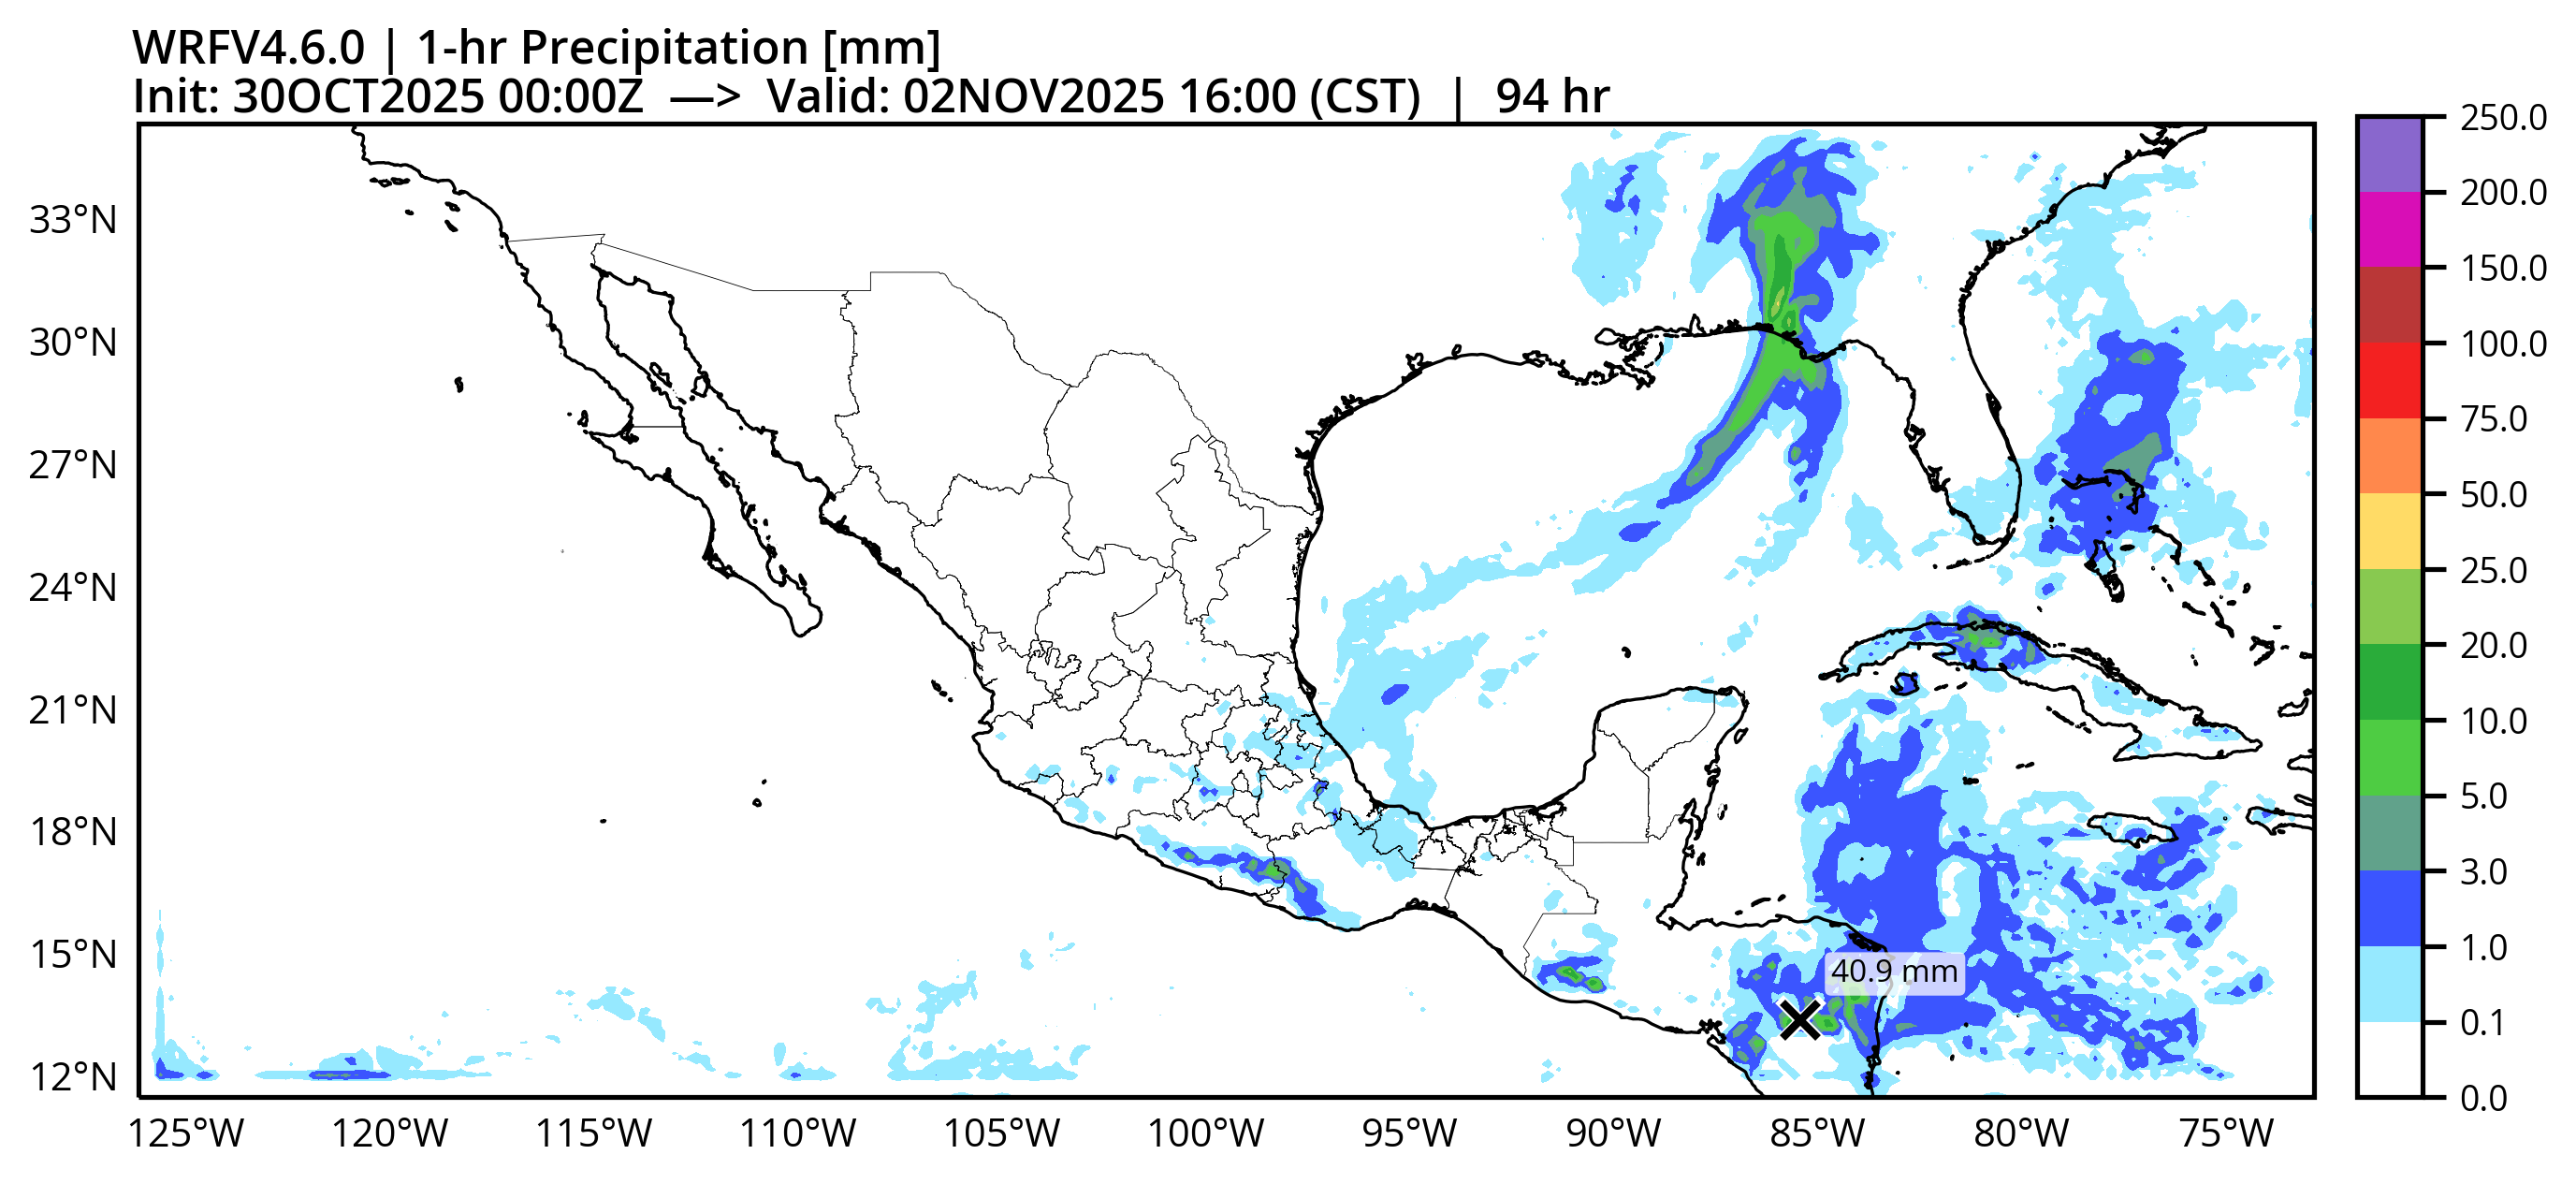 WRFV4.6.0 | 1-hr Precipitation [mm]
Init: 30OCT2025 00:00Z —> Valid: 02NOV2025 16:00 (CST) | 94 hr
33°N
30°N
27°N
24°N
21°N
18°N
15°N
12°N
125°W 120°W 115°W 110°W 105°W 100°W 95°W 90°W 85°W 80°W 75°W
40.9 mm
250.0
200.0
150.0
100.0
75.0
50.0
25.0
20.0
10.0
5.0
3.0
1.0
0.1
0.0